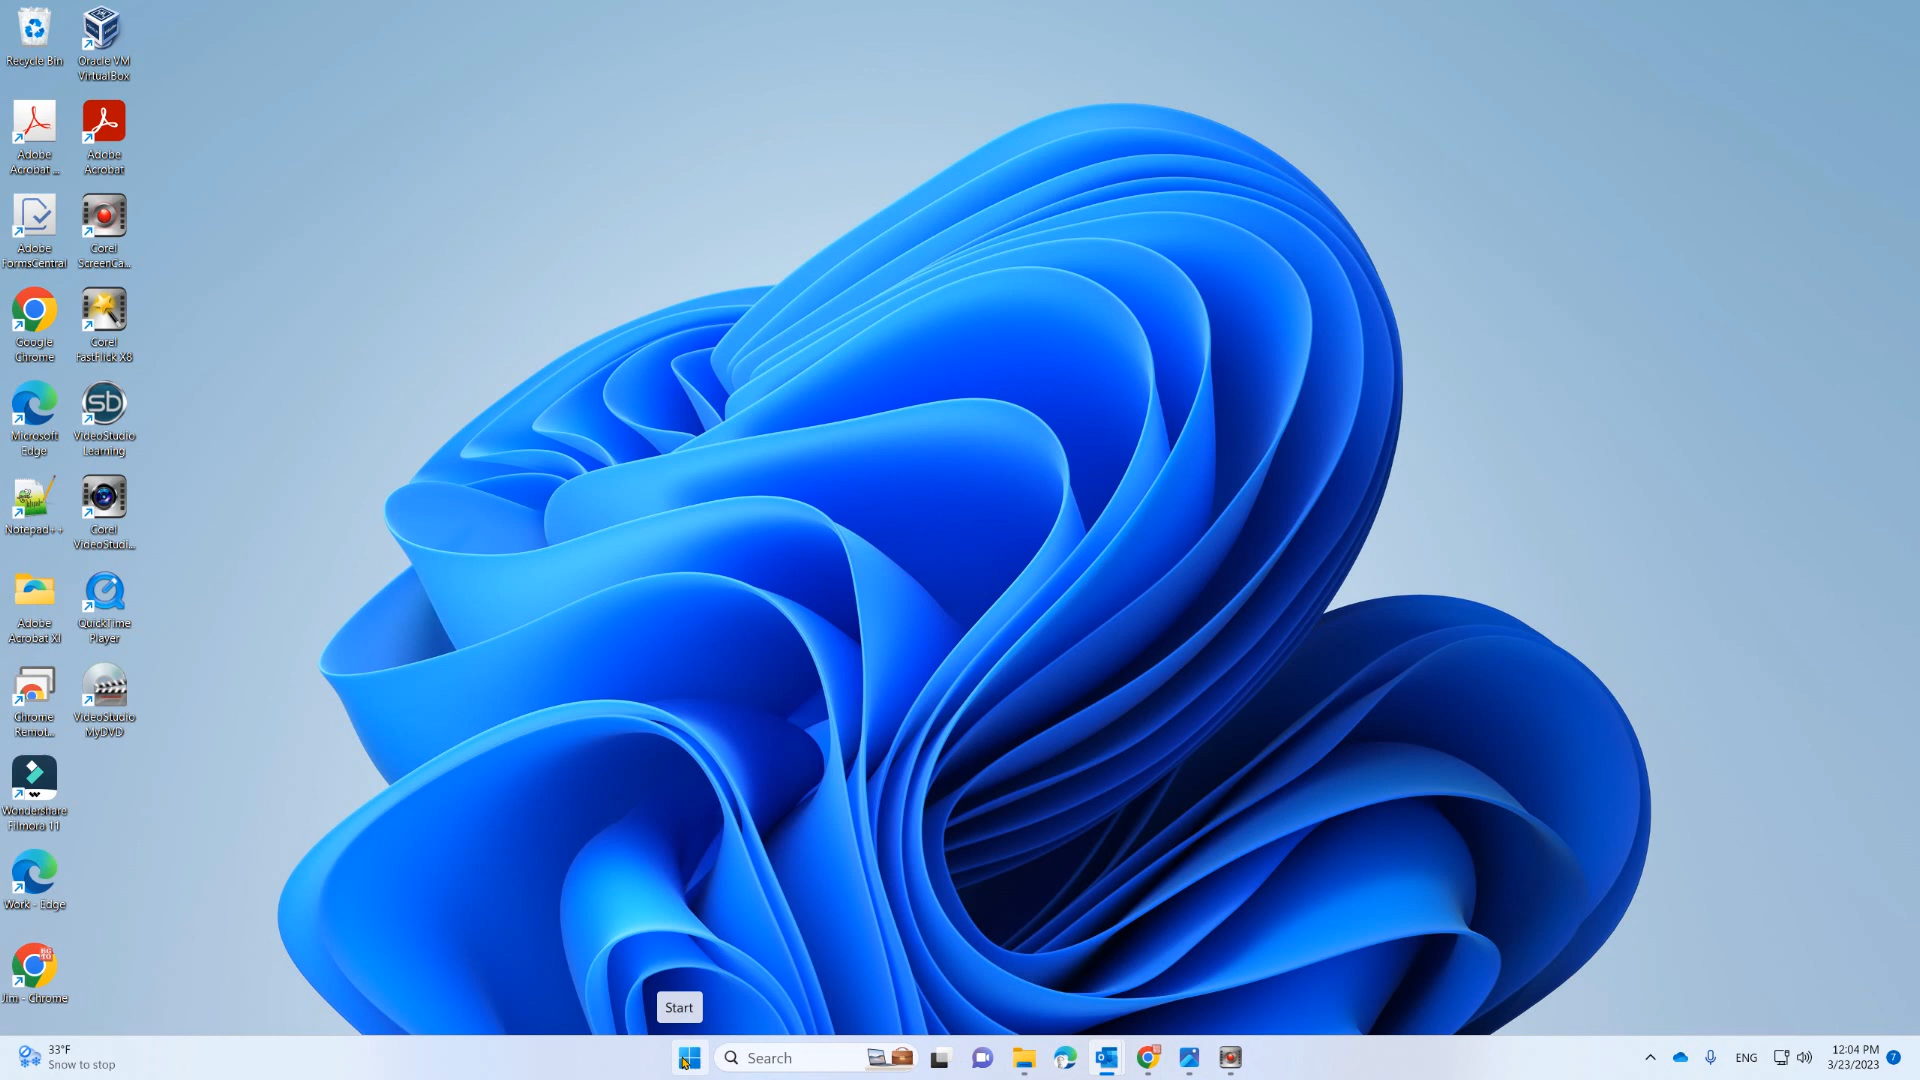 Recycle Bin
Oracle VM
VirtualBox
Adobe
Acrobat ...
Adobe
Acrobat
Adobe
FormsCentral
Corel
ScreenCa...
Google
Chrome
Corel
FastFlick X8
Microsoft
Edge
sb
VideoStudio
Learning
Notepad++
Corel
VideoStudi...
Adobe
Acrobat XI
QuickTime
Player
Chrome
Remot...
VideoStudio
MyDVD
Wondershare
Filmora 11
Work - Edge
Jim - Chrome
Start
33°F
Snow to stop
Search
ENG
12:04 PM
3/23/2023
7